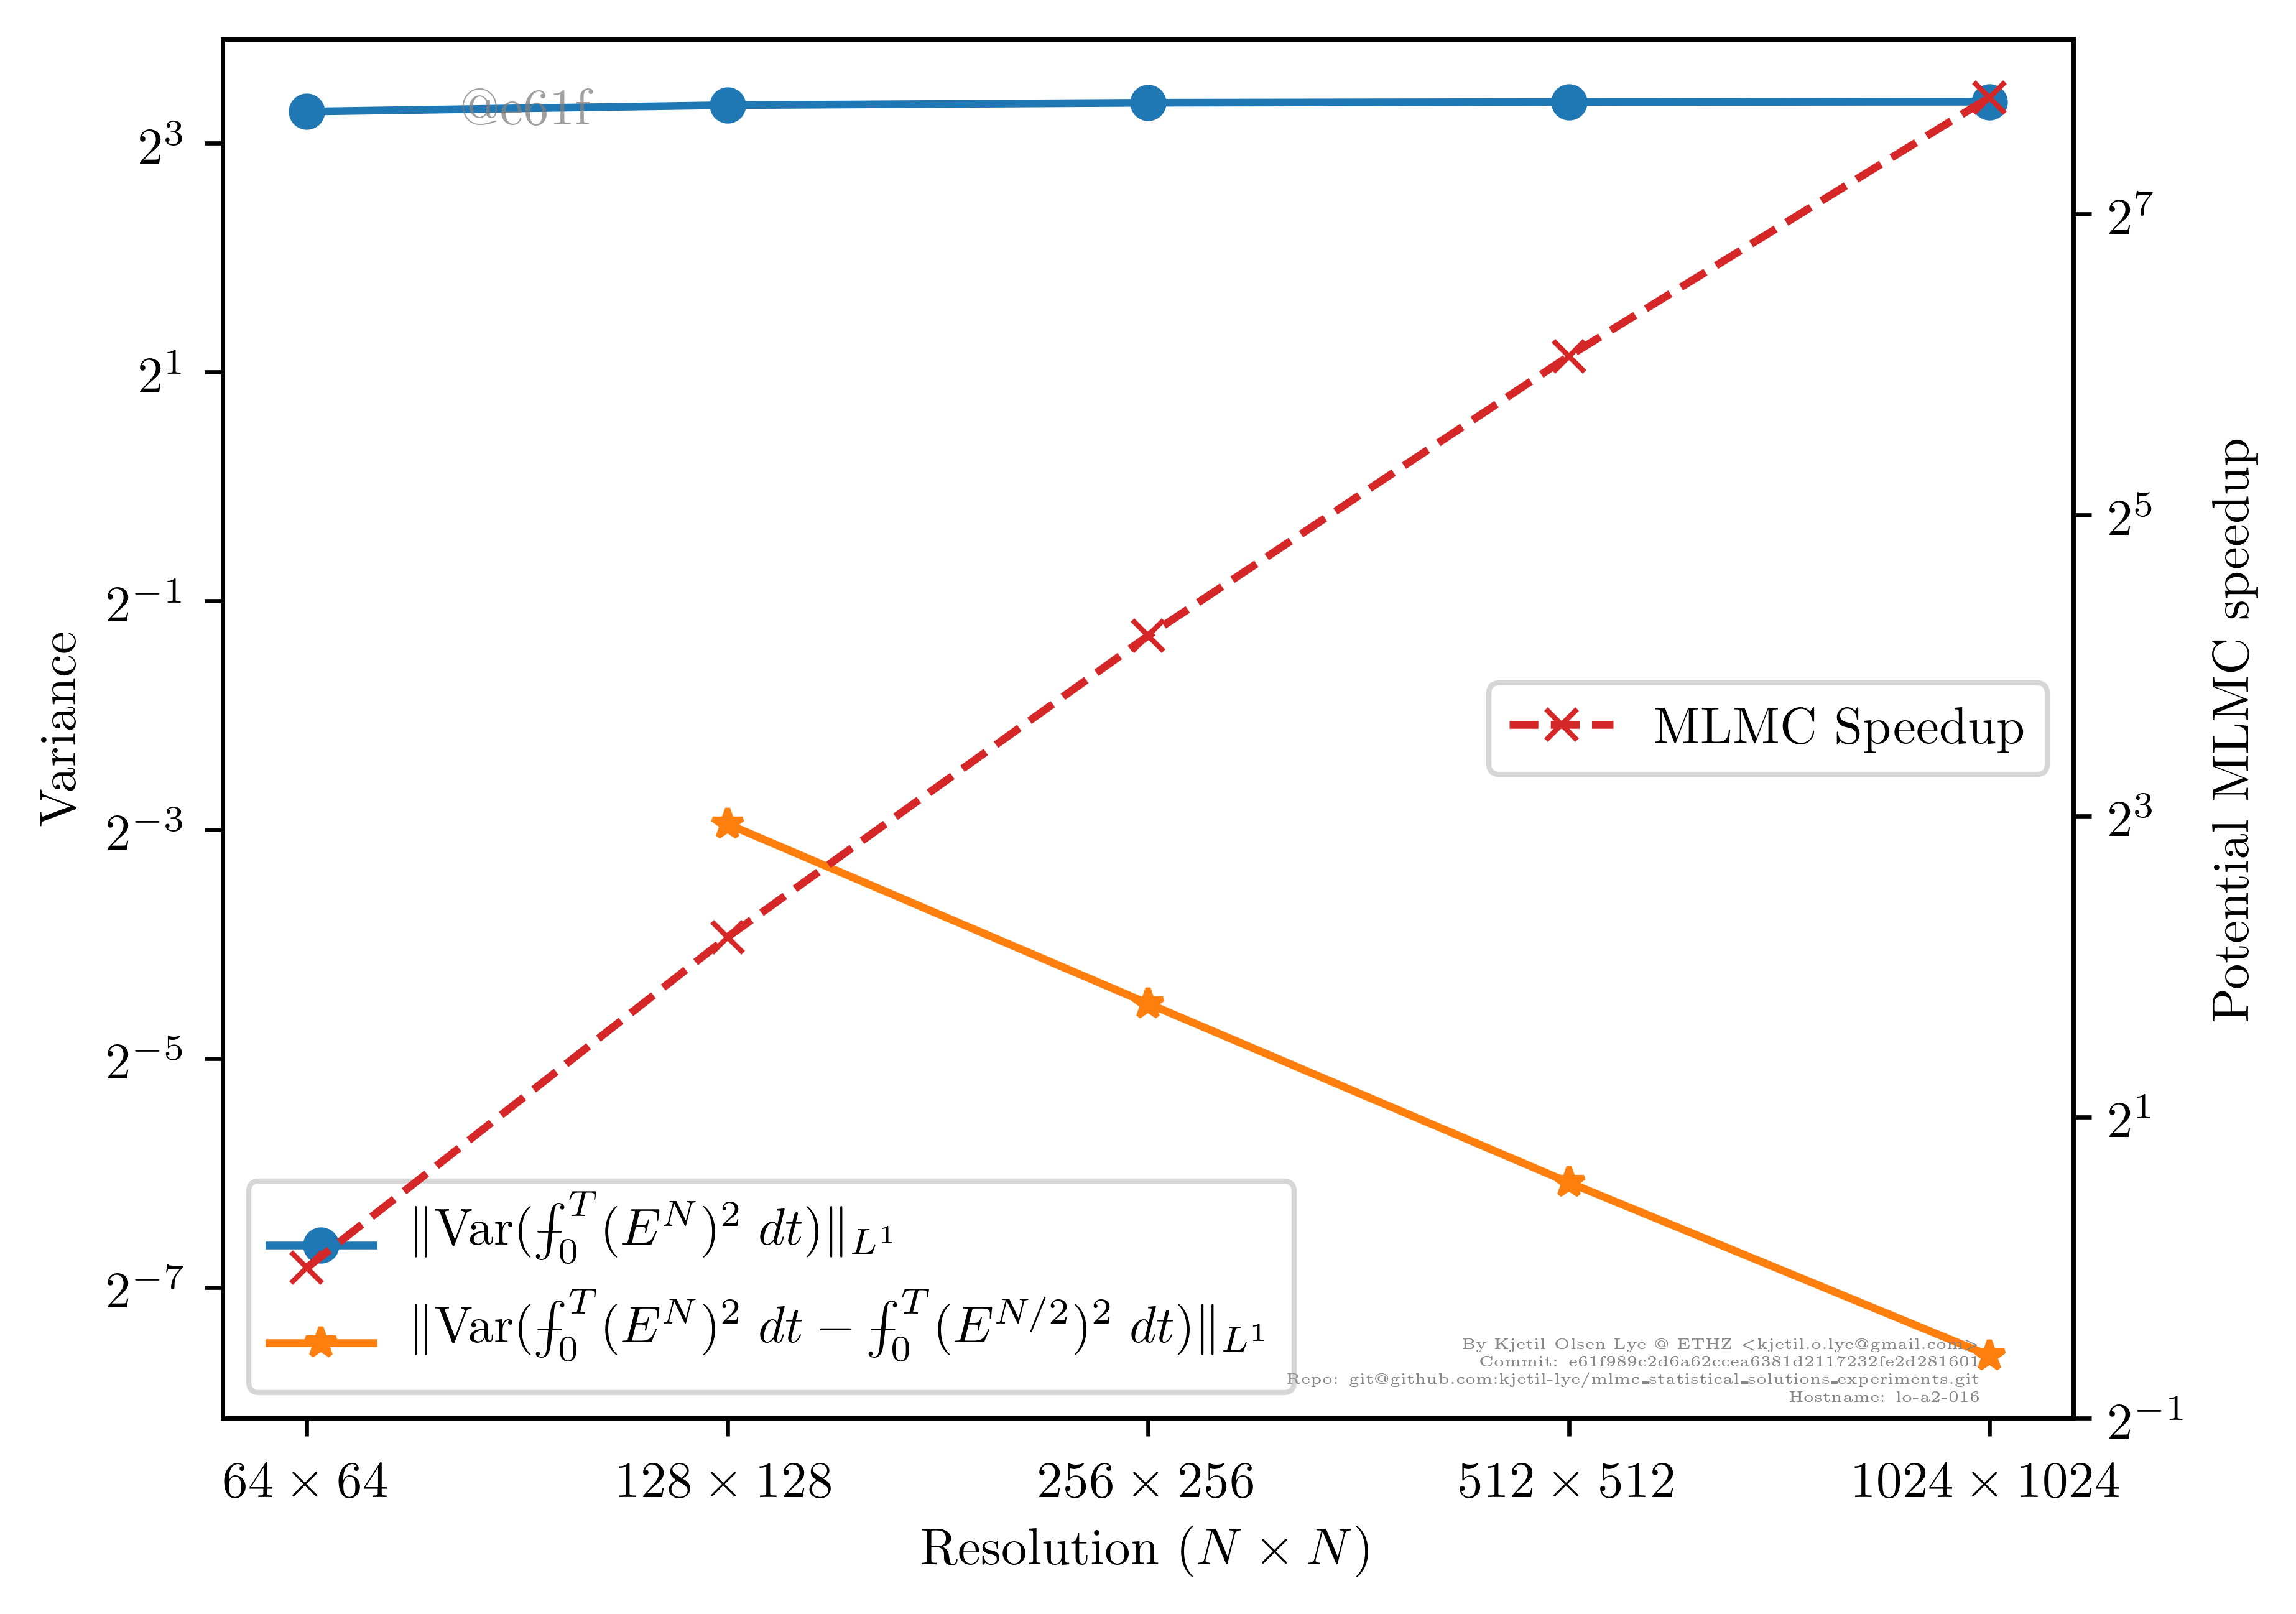 @e61f
2^3
2^1
2^{-1}
2^{-3}
2^{-5}
2^{-7}
Variance
2^7
2^5
2^3
2^1
2^{-1}
Potential MLMC speedup
MLMC Speedup
‖Var(⨍_0^T (E^N)^2 dt)‖_{L^1}
‖Var(⨍_0^T (E^N)^2 dt − ⨍_0^T (E^{N/2})^2 dt)‖_{L^1}
By Kjetil Olsen Lye @ ETHZ <kjetil.o.lye@gmail.com>
Commit: e61f989c2d6a62ccea6381d2117232fe2d281601
Repo: git@github.com:kjetil-lye/mlmc_statistical_solutions_experiments.git
Hostname: lo-a2-016
64 × 64
128 × 128
256 × 256
512 × 512
1024 × 1024
Resolution (N × N)